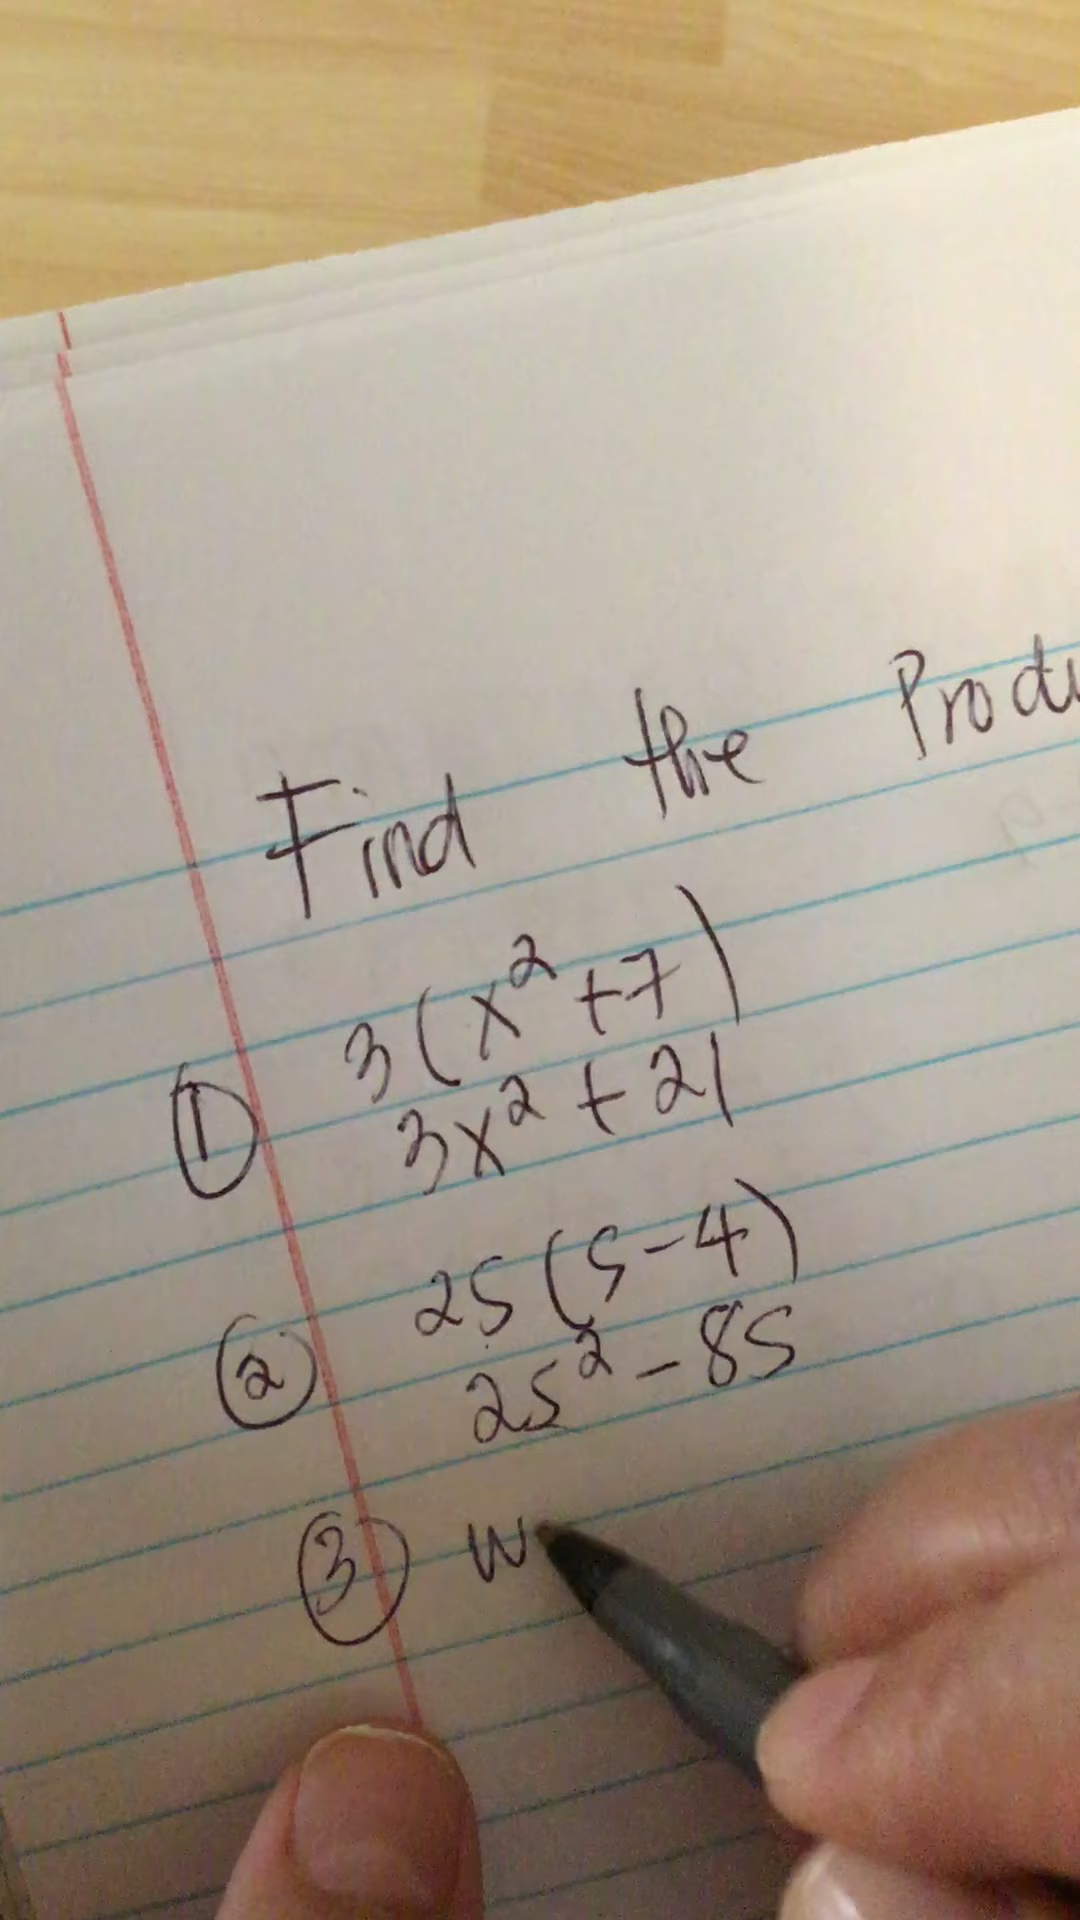 Find the Produ
① 3(x² + 7)
3x² + 21
② 2s(s - 4)
2s² - 8s
③ w